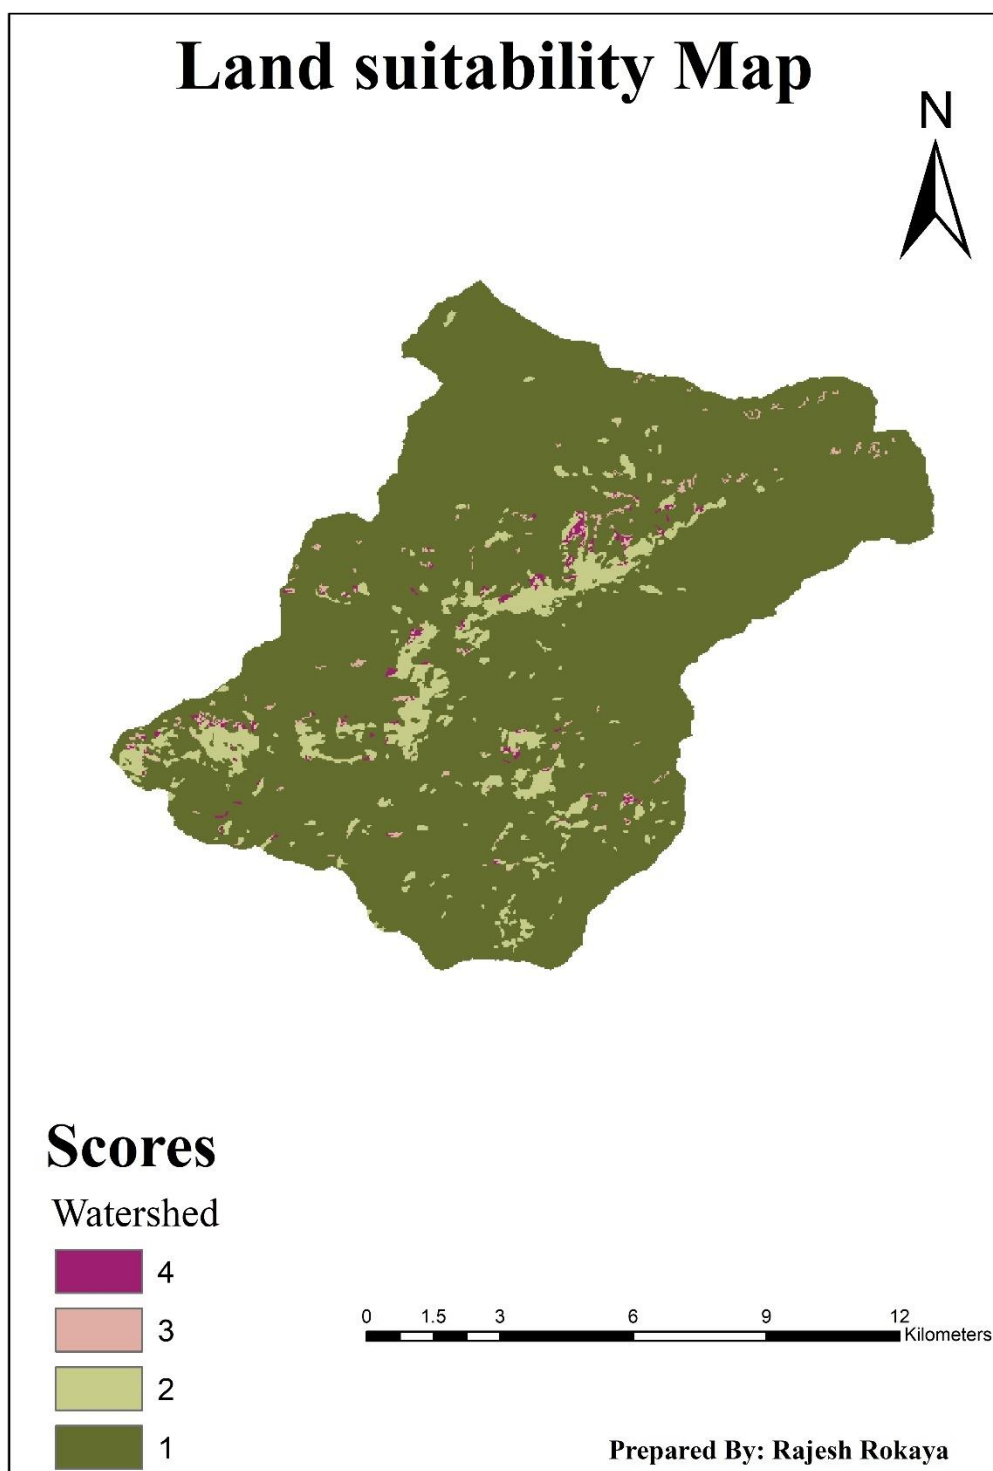 Land suitability Map
N
Scores
Watershed
4
3
2
1
0 1.5 3 6 9 12
Kilometers
Prepared By: Rajesh Rokaya